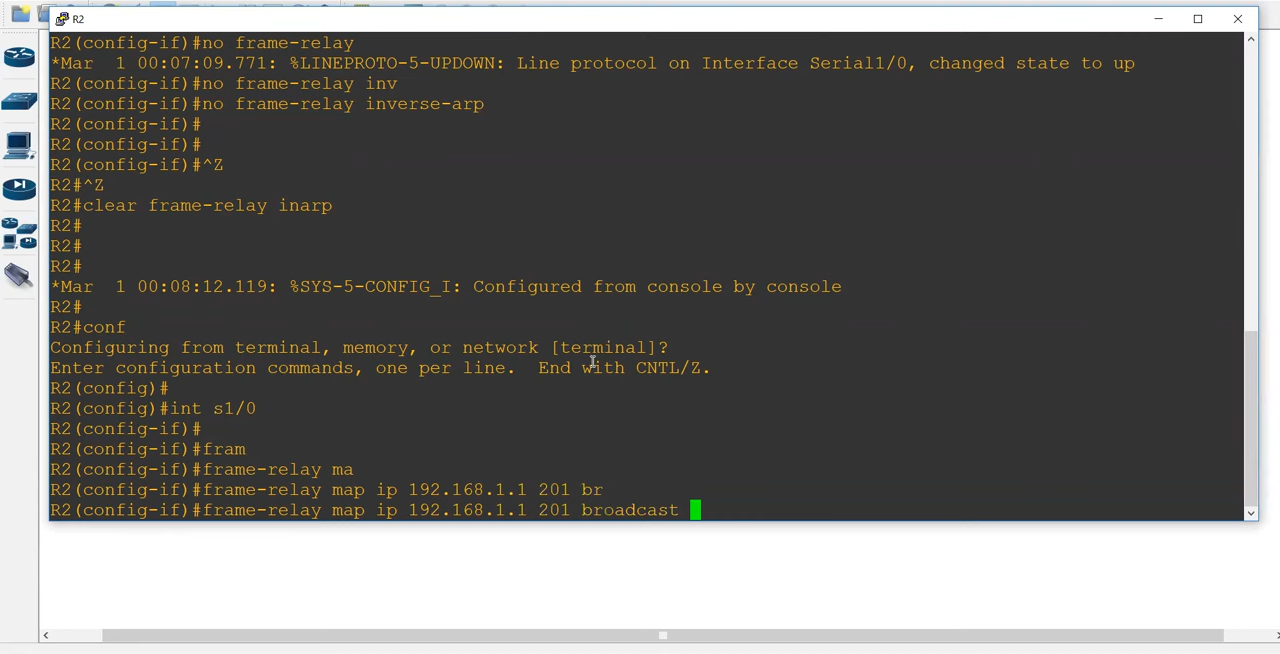 R2
R2(config-if)#no frame-relay
*Mar  1 00:07:09.771: %LINEPROTO-5-UPDOWN: Line protocol on Interface Serial1/0, changed state to up
R2(config-if)#no frame-relay inv
R2(config-if)#no frame-relay inverse-arp
R2(config-if)#
R2(config-if)#
R2(config-if)#^Z
R2#^Z
R2#clear frame-relay inarp
R2#
R2#
R2#
*Mar  1 00:08:12.119: %SYS-5-CONFIG_I: Configured from console by console
R2#
R2#conf
Configuring from terminal, memory, or network [terminal]?
Enter configuration commands, one per line.  End with CNTL/Z.
R2(config)#
R2(config)#int s1/0
R2(config-if)#
R2(config-if)#fram
R2(config-if)#frame-relay ma
R2(config-if)#frame-relay map ip 192.168.1.1 201 br
R2(config-if)#frame-relay map ip 192.168.1.1 201 broadcast